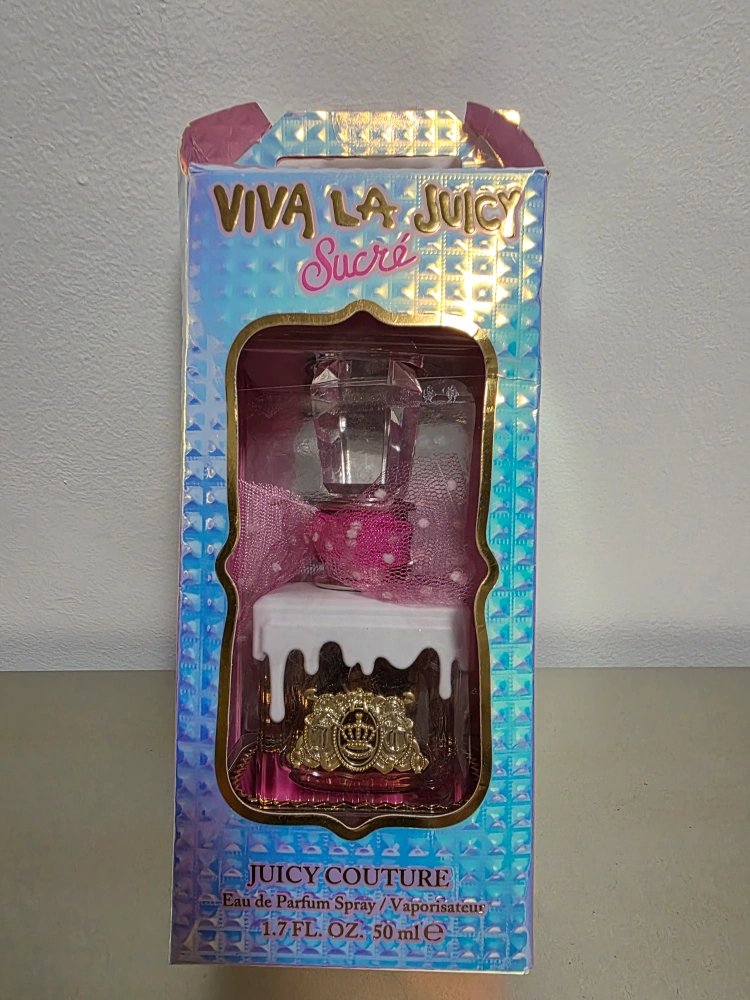 VIVA LA JUICY
Sucré
J C
JUICY COUTURE
Eau de Parfum Spray / Vaporisateur
1.7 FL. OZ. 50 ml ℮